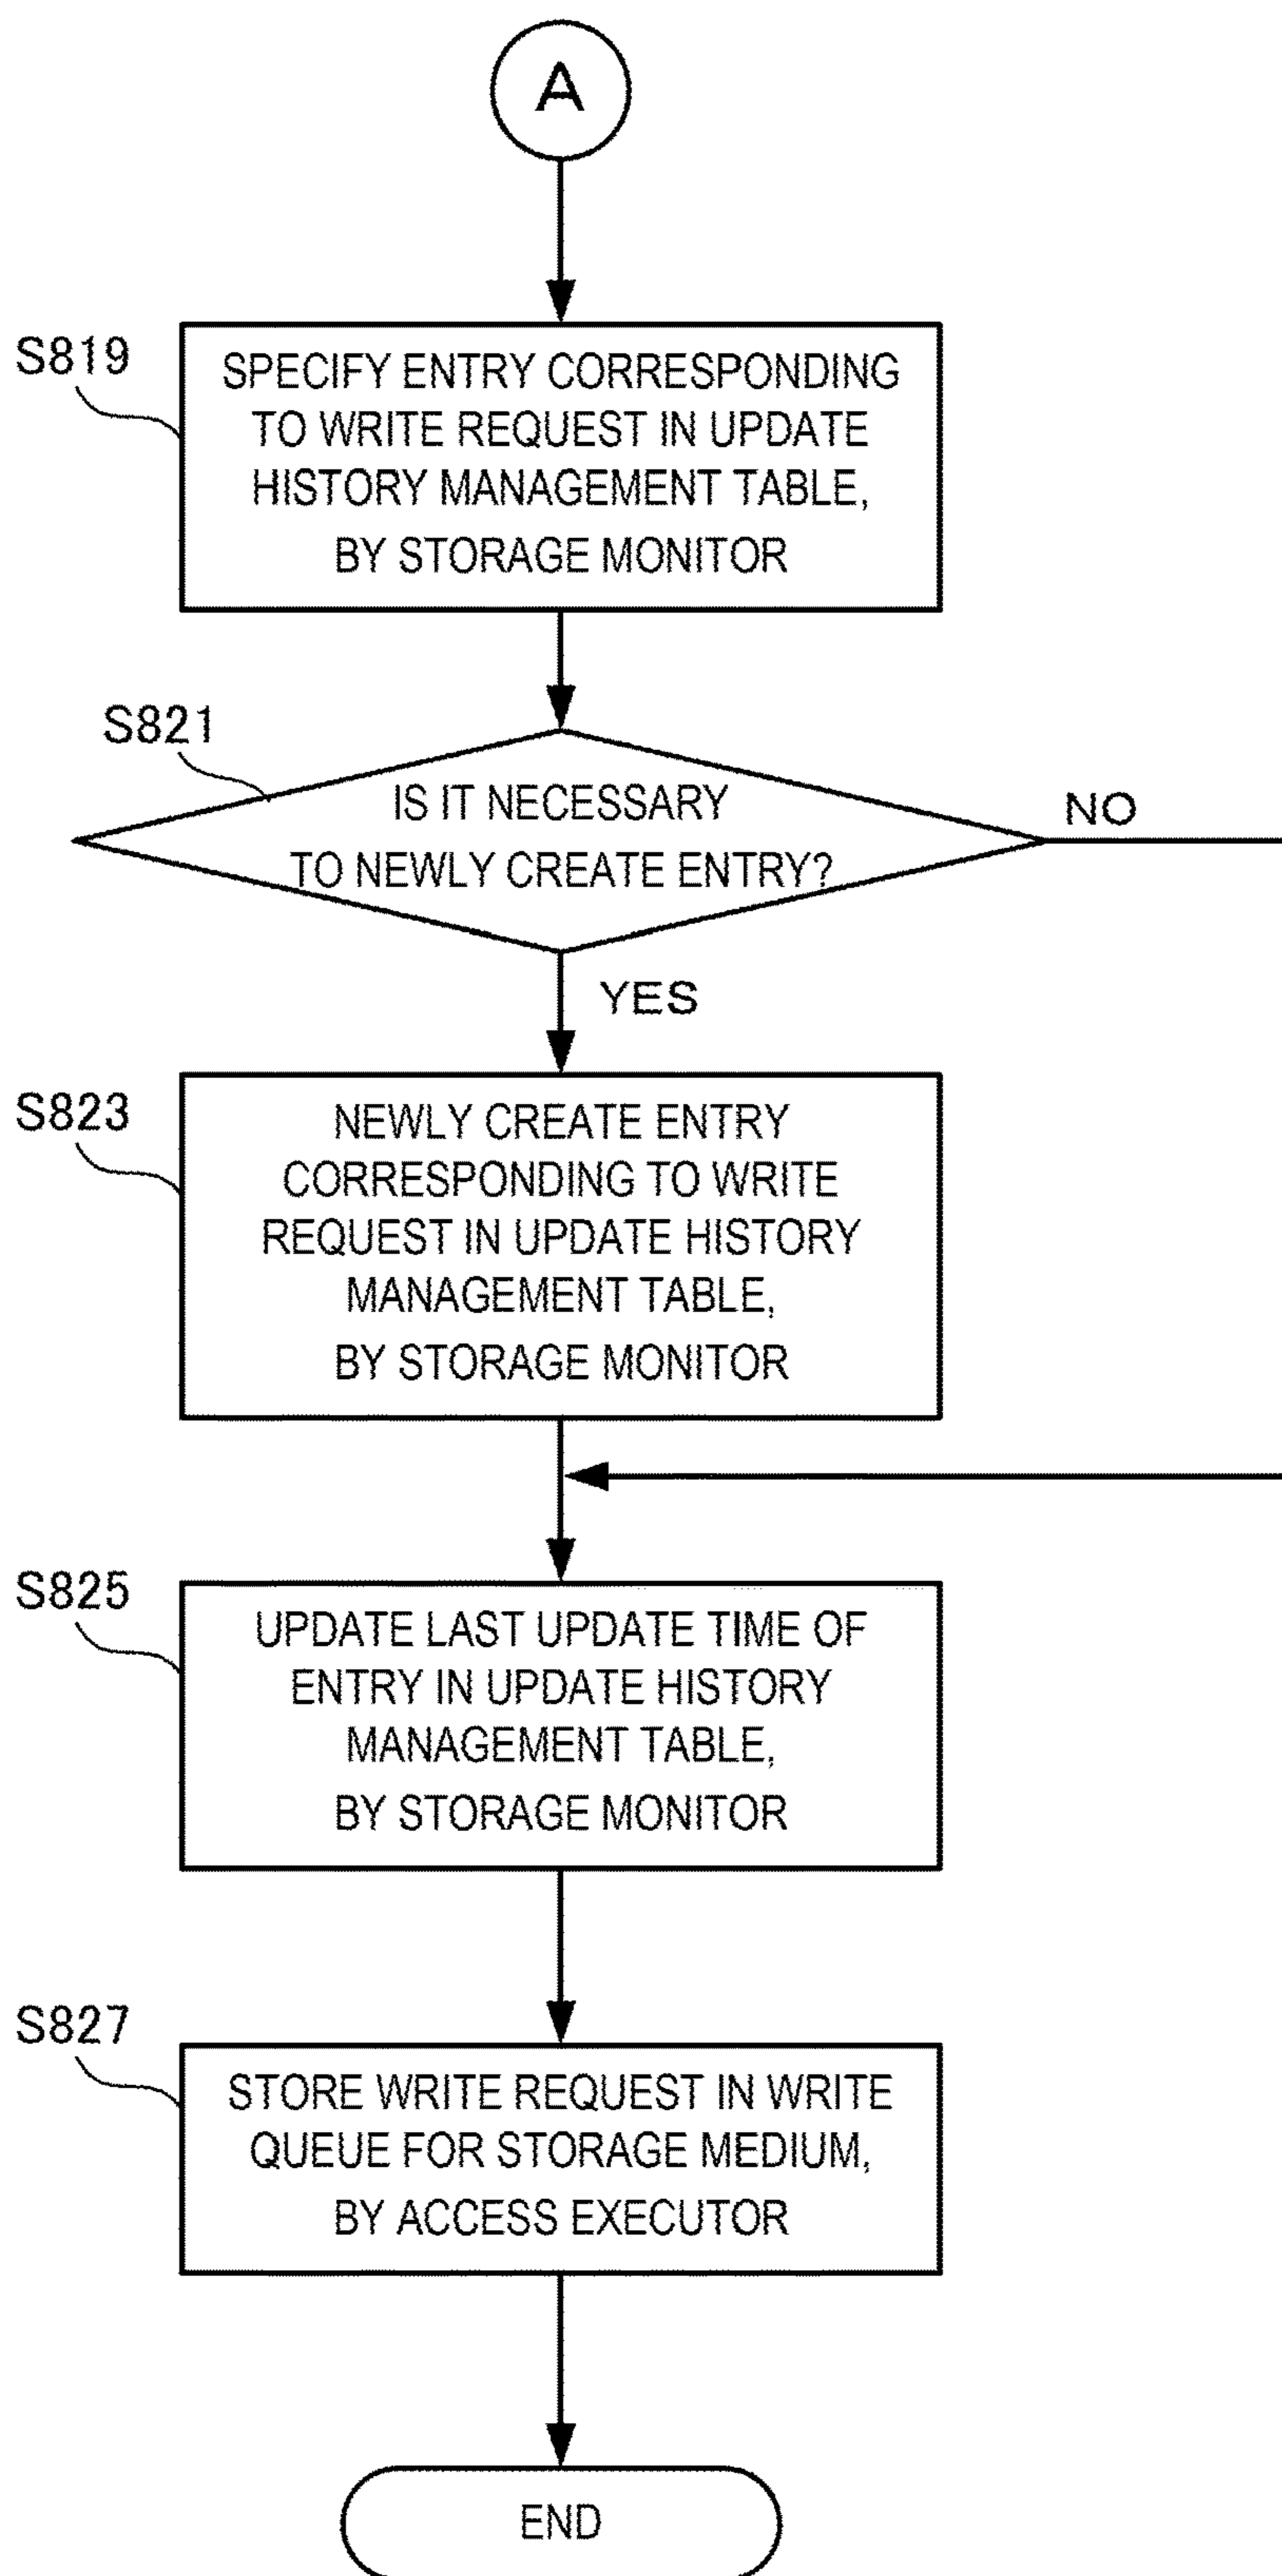 A
S819
SPECIFY ENTRY CORRESPONDING
TO WRITE REQUEST IN UPDATE
HISTORY MANAGEMENT TABLE,
BY STORAGE MONITOR
S821
IS IT NECESSARY
TO NEWLY CREATE ENTRY?
NO
YES
S823
NEWLY CREATE ENTRY
CORRESPONDING TO WRITE
REQUEST IN UPDATE HISTORY
MANAGEMENT TABLE,
BY STORAGE MONITOR
S825
UPDATE LAST UPDATE TIME OF
ENTRY IN UPDATE HISTORY
MANAGEMENT TABLE,
BY STORAGE MONITOR
S827
STORE WRITE REQUEST IN WRITE
QUEUE FOR STORAGE MEDIUM,
BY ACCESS EXECUTOR
END